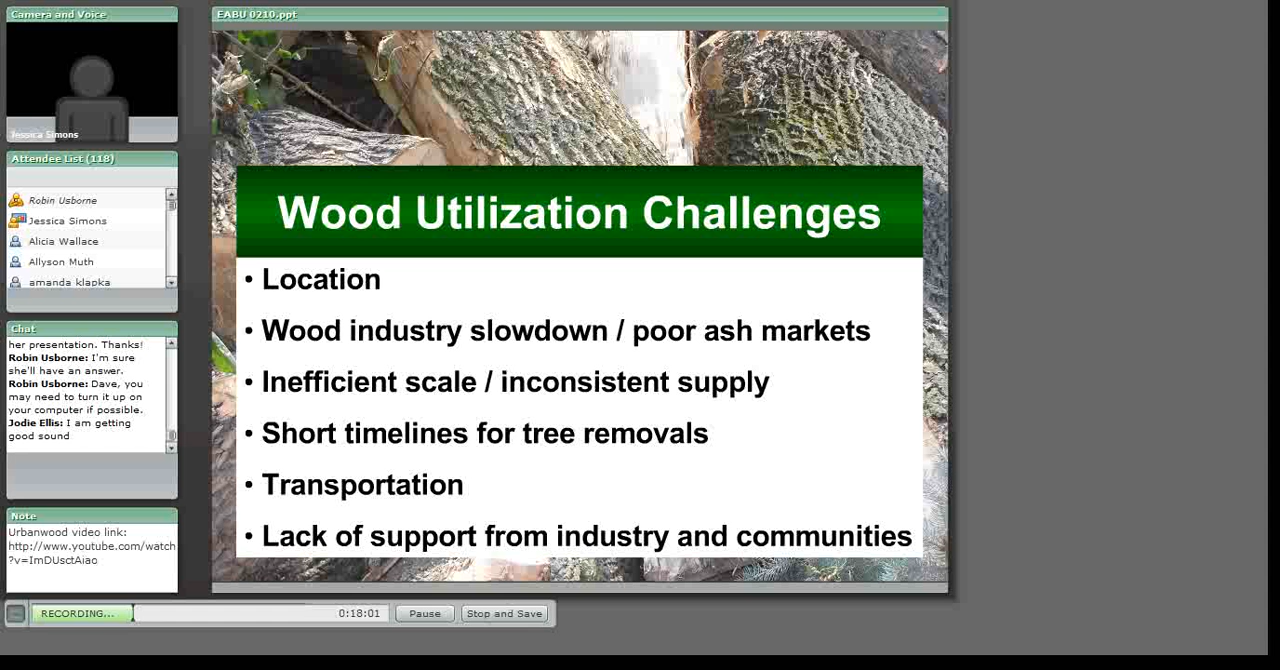 Camera and Voice
Jessica Simons
Attendee List (118)
Robin Usborne
Jessica Simons
Alicia Wallace
Allyson Muth
amanda klapka
Chat
her presentation. Thanks!
Robin Usborne: I'm sure
she'll have an answer.
Robin Usborne: Dave, you
may need to turn it up on
your computer if possible.
Jodie Ellis: I am getting
good sound
Note
Urbanwood video link:
http://www.youtube.com/watch
?v=ImDUsctAiao
EABU 0210.ppt
Wood Utilization Challenges
• Location
• Wood industry slowdown / poor ash markets
• Inefficient scale / inconsistent supply
• Short timelines for tree removals
• Transportation
• Lack of support from industry and communities
RECORDING... 0:18:01 Pause Stop and Save